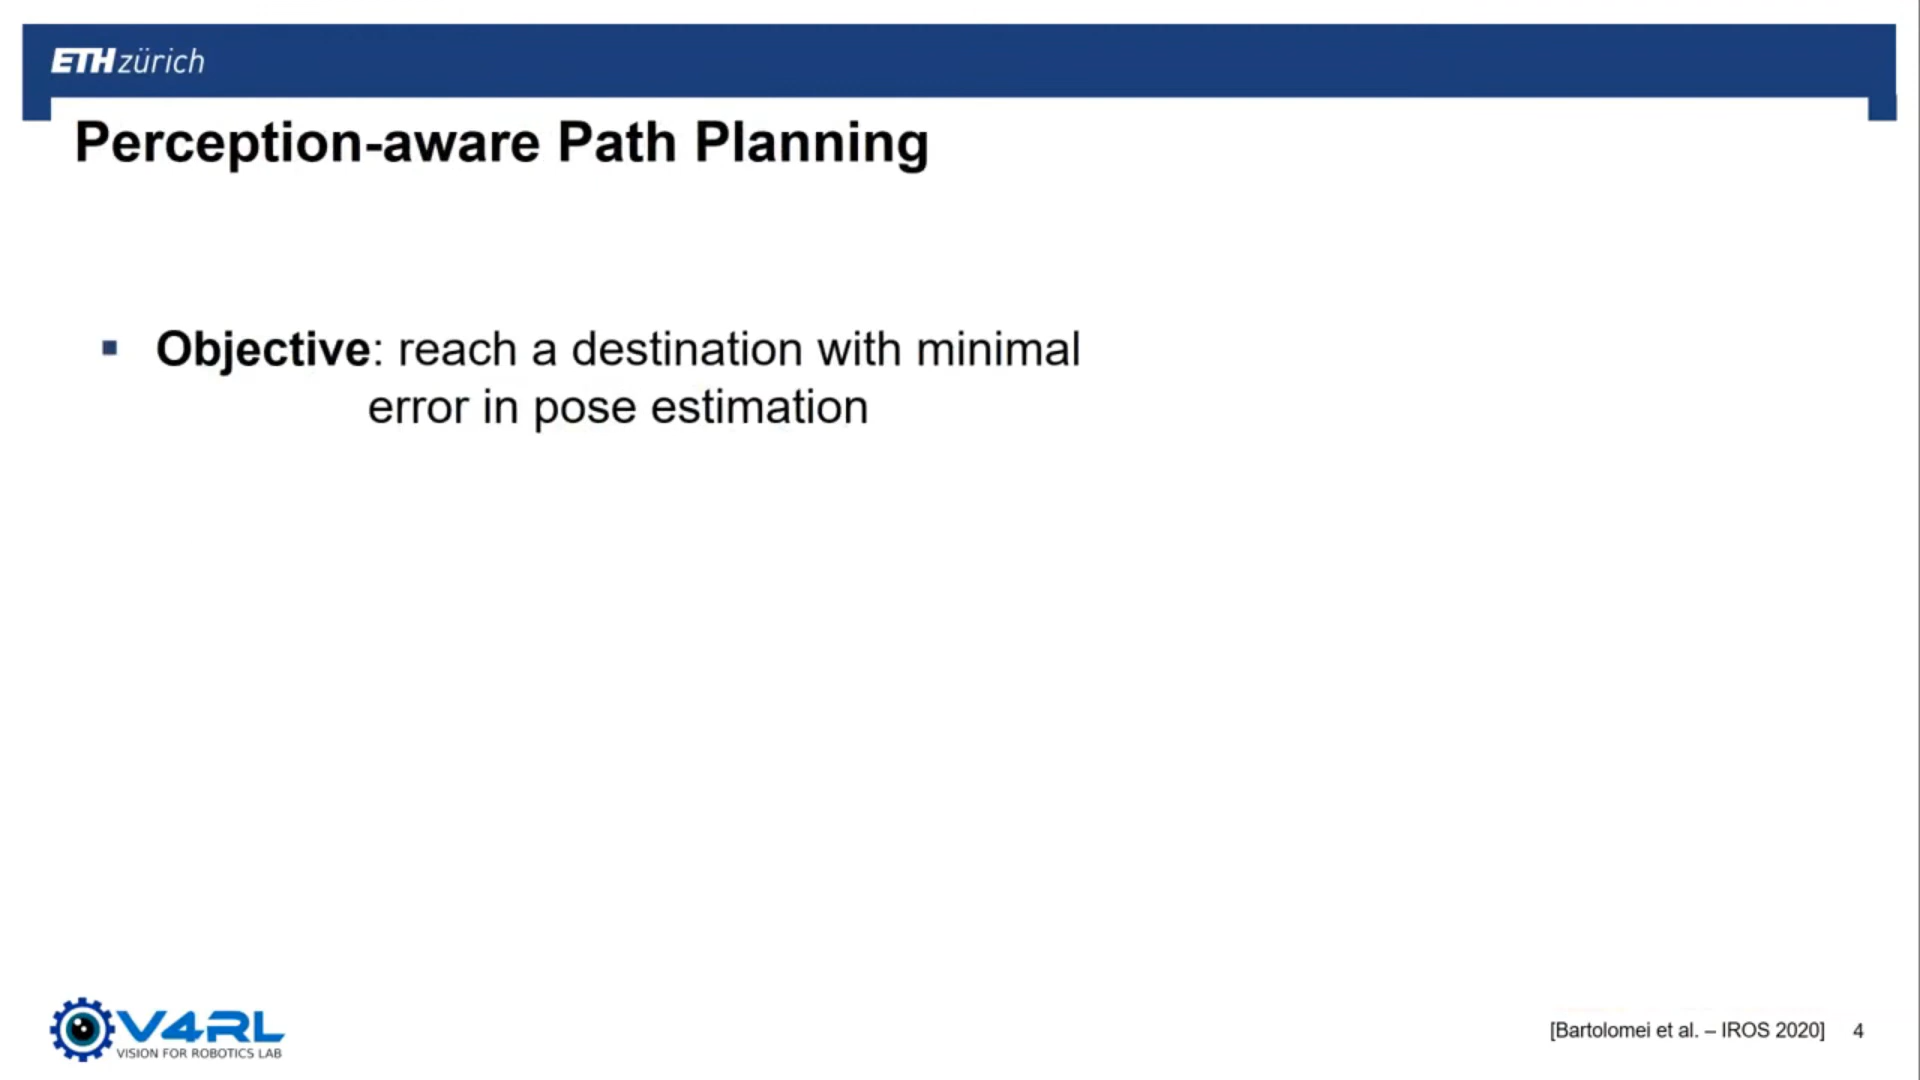 ETH zürich
Perception-aware Path Planning
▪ Objective: reach a destination with minimal
error in pose estimation
V4RL
VISION FOR ROBOTICS LAB
[Bartolomei et al. – IROS 2020] 4